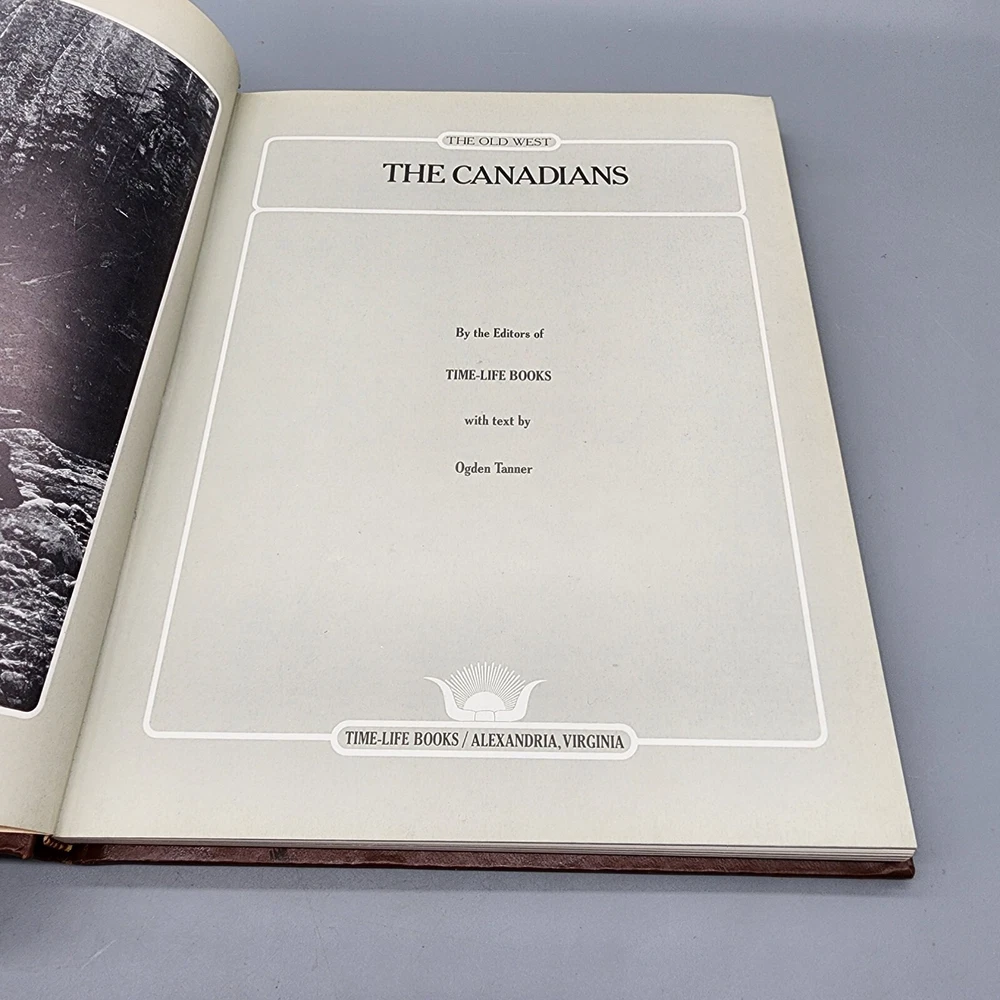 THE OLD WEST
THE CANADIANS
By the Editors of
TIME-LIFE BOOKS
with text by
Ogden Tanner
TIME-LIFE BOOKS / ALEXANDRIA, VIRGINIA